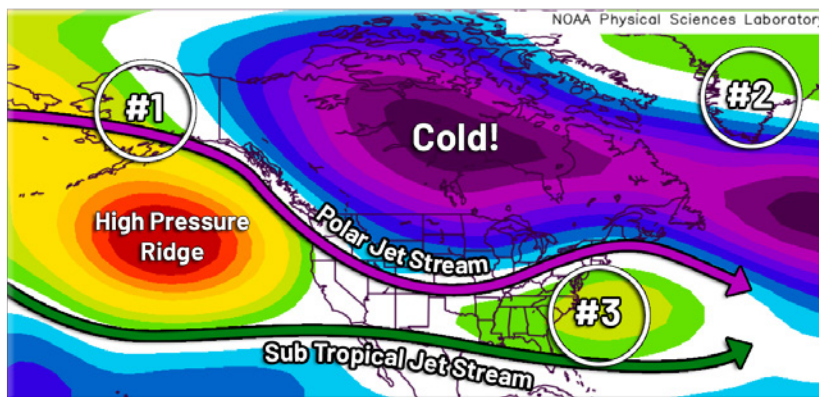 NOAA Physical Sciences Laboratory
#1
#2
Cold!
High Pressure
Ridge
Polar Jet Stream
#3
Sub Tropical Jet Stream